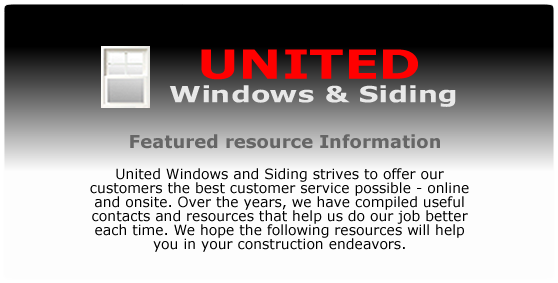 UNITED
Windows & Siding
Featured resource Information
United Windows and Siding strives to offer our
customers the best customer service possible - online
and onsite. Over the years, we have compiled useful
contacts and resources that help us do our job better
each time. We hope the following resources will help
you in your construction endeavors.